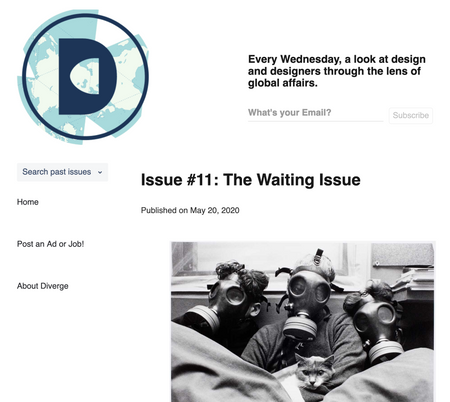 D
Every Wednesday, a look at design
and designers through the lens of
global affairs.
What's your Email?
Subscribe
Search past issues
Home
Post an Ad or Job!
About Diverge
Issue #11: The Waiting Issue
Published on May 20, 2020